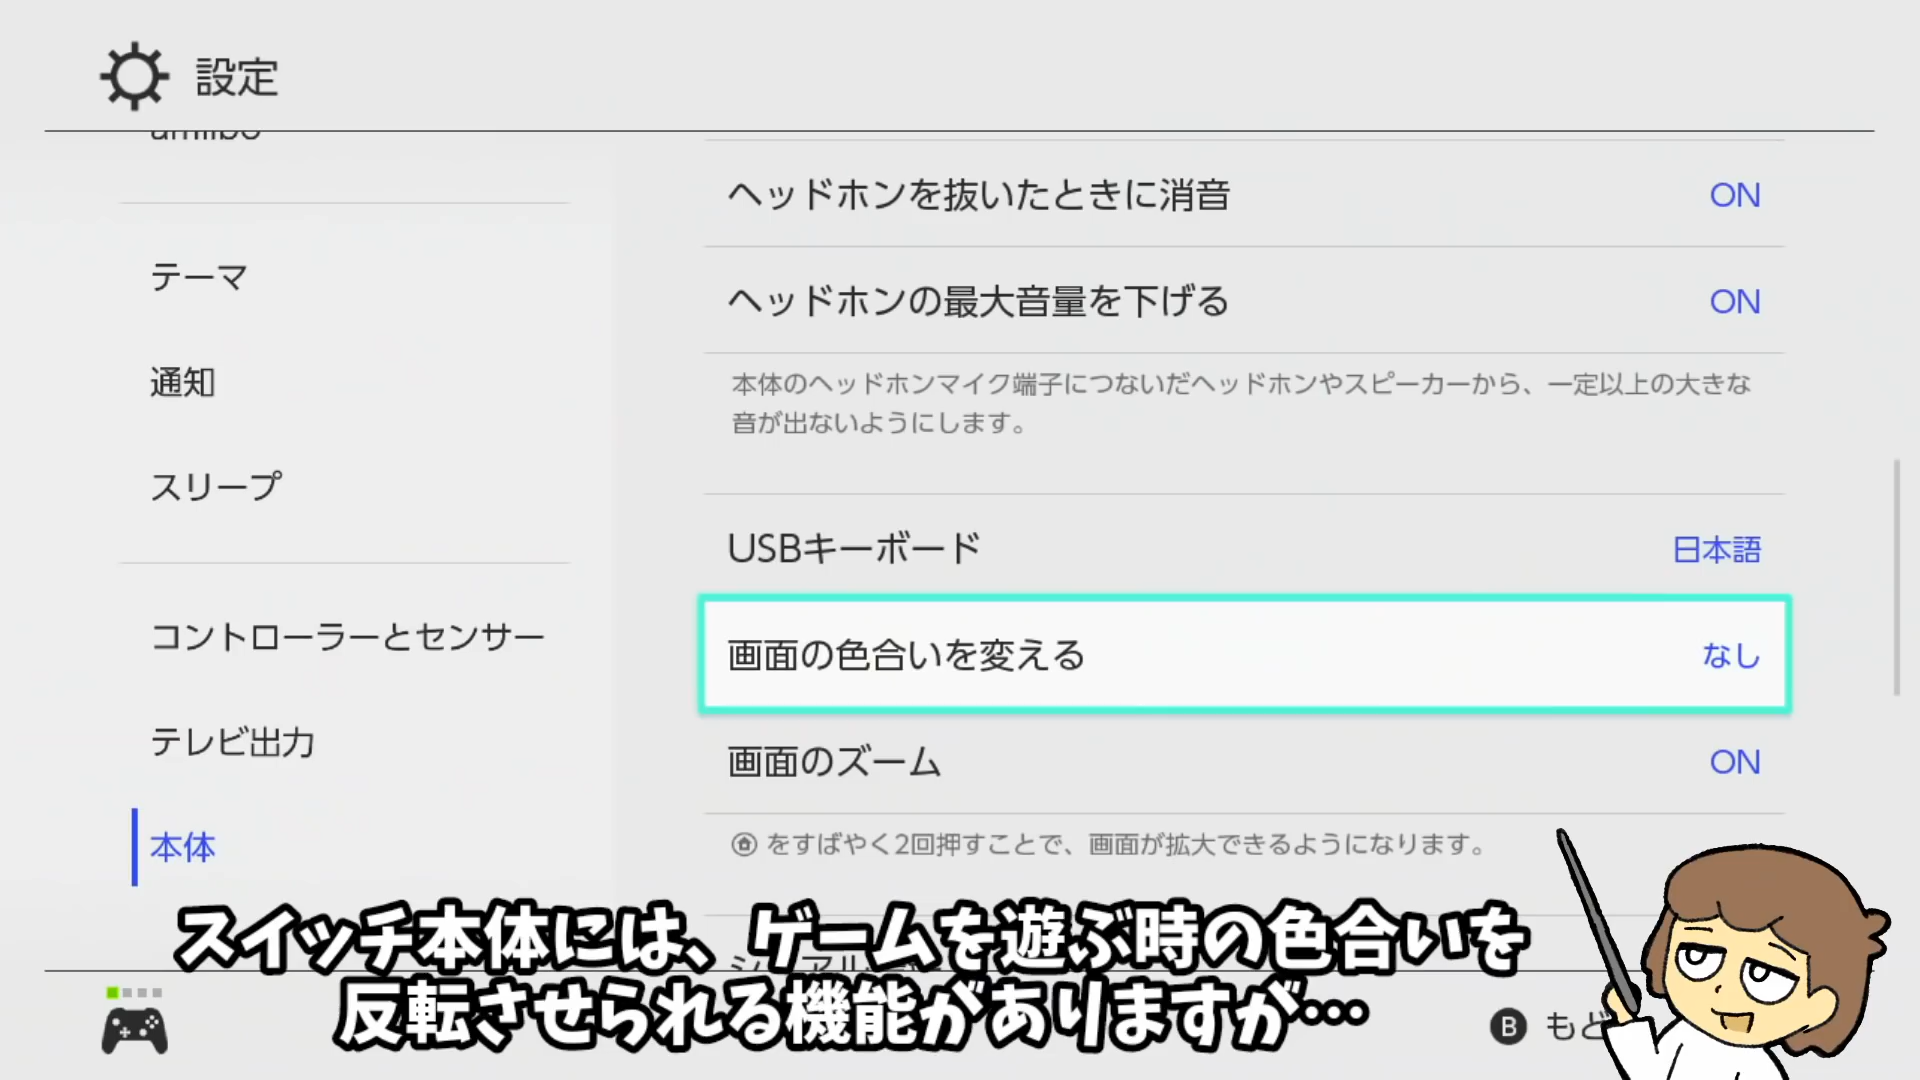 設定
amiibo
テーマ
通知
スリープ
コントローラーとセンサー
テレビ出力
本体
ヘッドホンを抜いたときに消音 ON
ヘッドホンの最大音量を下げる ON
本体のヘッドホンマイク端子につないだヘッドホンやスピーカーから、一定以上の大きな
音が出ないようにします。
USBキーボード 日本語
画面の色合いを変える なし
画面のズーム ON
をすばやく2回押すことで、画面が拡大できるようになります。
スイッチ本体には、ゲームを遊ぶ時の色合いを
反転させられる機能がありますが…
B もど